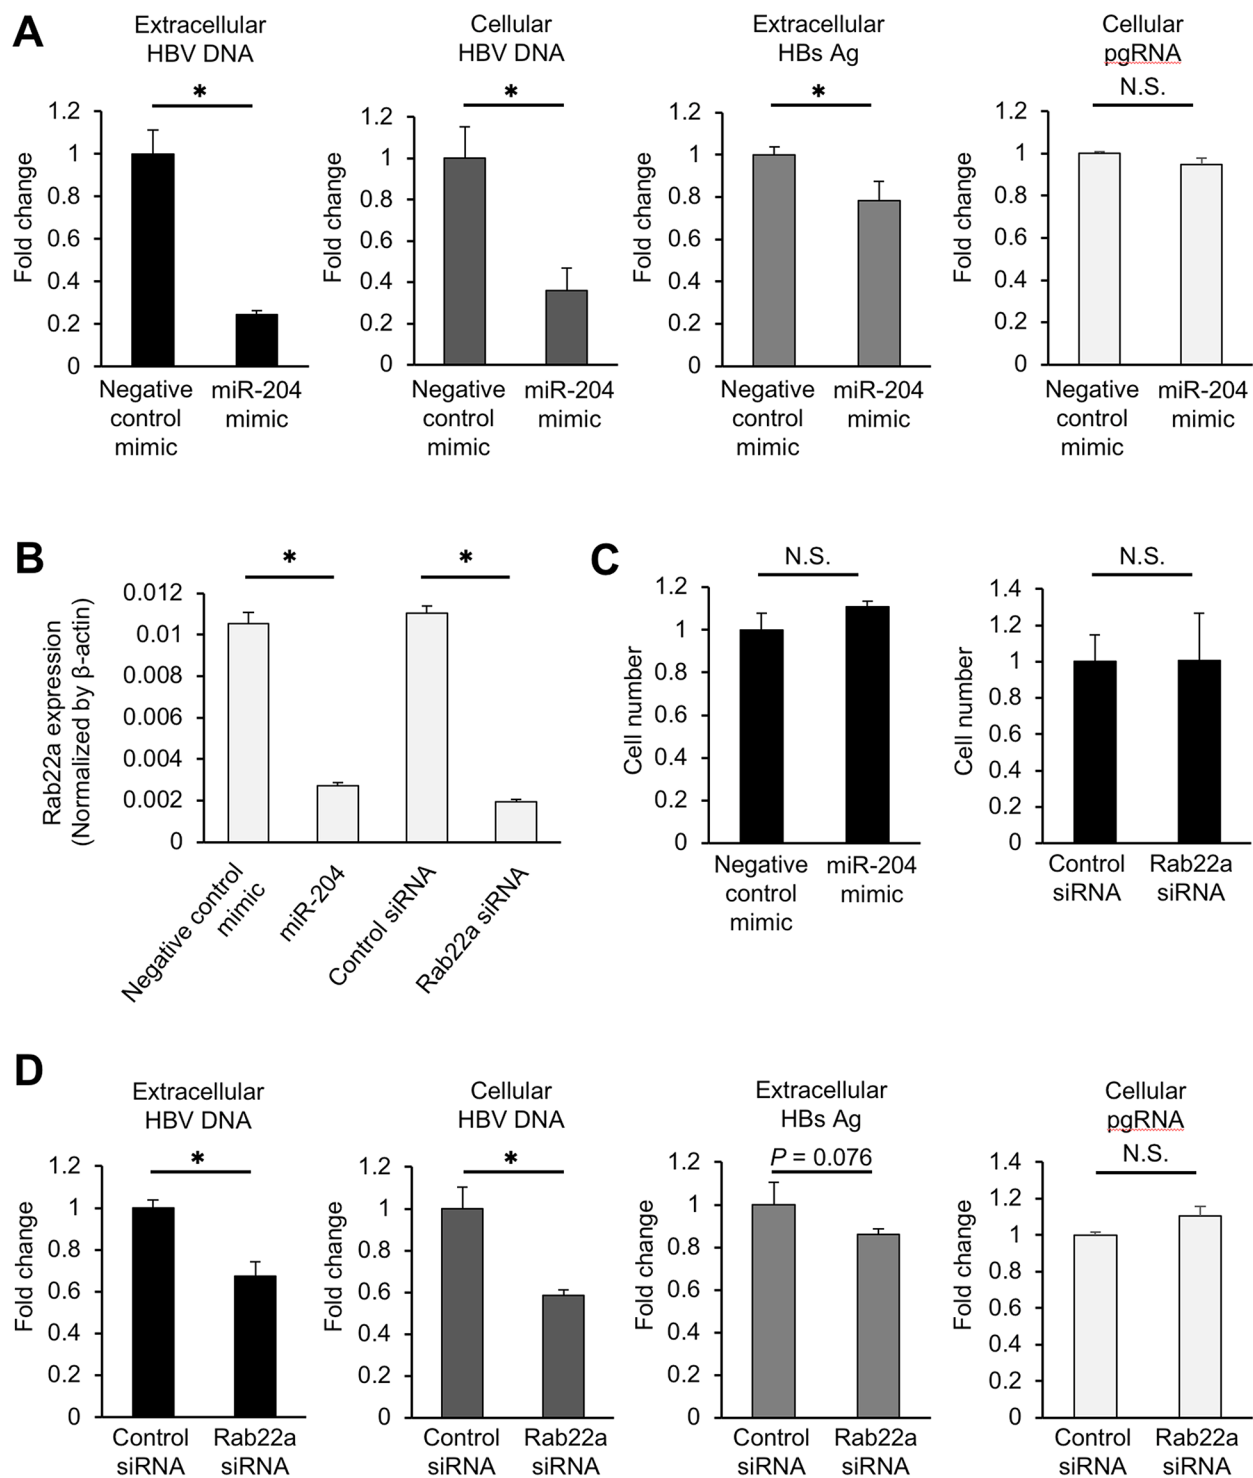 A
Extracellular
HBV DNA
*
Fold change
1.2
1
0.8
0.6
0.4
0.2
0
Negative
control
mimic
miR-204
mimic
Cellular
HBV DNA
*
Fold change
1.2
1
0.8
0.6
0.4
0.2
0
Negative
control
mimic
miR-204
mimic
Extracellular
HBs Ag
*
Fold change
1.2
1
0.8
0.6
0.4
0.2
0
Negative
control
mimic
miR-204
mimic
Cellular
pgRNA
N.S.
Fold change
1.2
1
0.8
0.6
0.4
0.2
0
Negative
control
mimic
miR-204
mimic
B
*
*
Rab22a expression
(Normalized by β-actin)
0.012
0.01
0.008
0.006
0.004
0.002
0
Negative control
mimic
miR-204
Control siRNA
Rab22a siRNA
C
N.S.
Cell number
1.2
1
0.8
0.6
0.4
0.2
0
Negative
control
mimic
miR-204
mimic
N.S.
Cell number
1.4
1.2
1
0.8
0.6
0.4
0.2
0
Control
siRNA
Rab22a
siRNA
D
Extracellular
HBV DNA
*
Fold change
1.2
1
0.8
0.6
0.4
0.2
0
Control
siRNA
Rab22a
siRNA
Cellular
HBV DNA
*
Fold change
1.2
1
0.8
0.6
0.4
0.2
0
Control
siRNA
Rab22a
siRNA
Extracellular
HBs Ag
P = 0.076
Fold change
1.2
1
0.8
0.6
0.4
0.2
0
Control
siRNA
Rab22a
siRNA
Cellular
pgRNA
N.S.
Fold change
1.4
1.2
1
0.8
0.6
0.4
0.2
0
Control
siRNA
Rab22a
siRNA